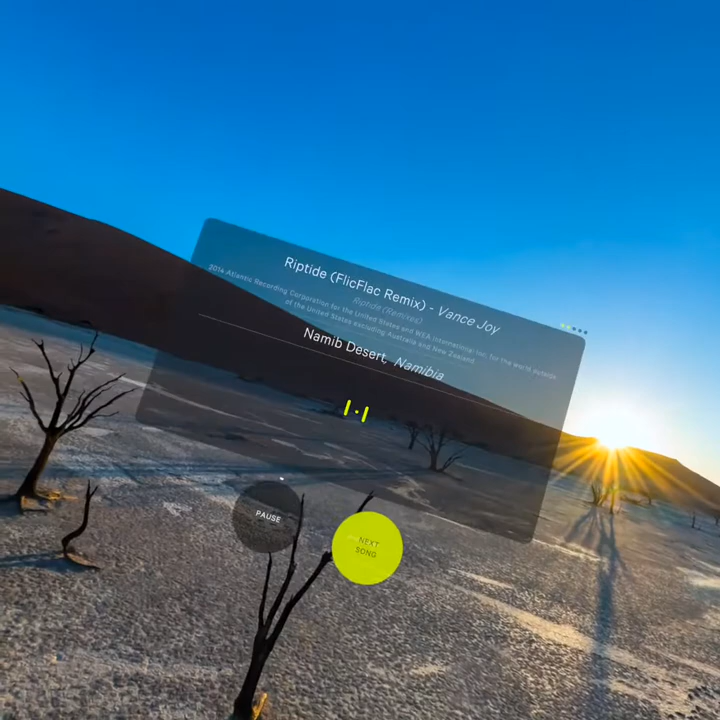 Riptide (FlicFlac Remix) - Vance Joy
Riptide (Remixes)
2014 Atlantic Recording Corporation for the United States and WEA International Inc. for the world outside
of the United States excluding Australia and New Zealand
Namib Desert, Namibia
PAUSE
NEXT
SONG